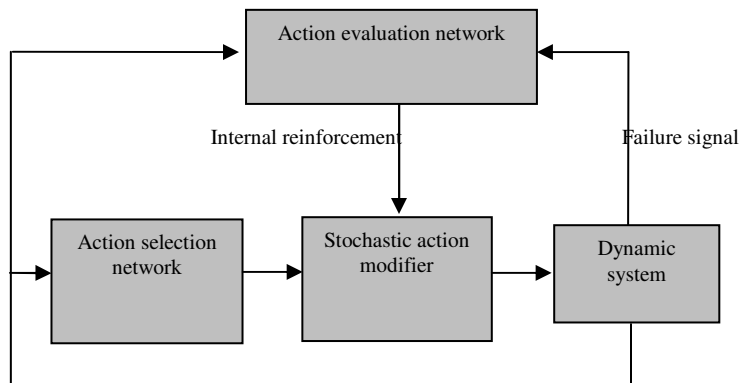 Action evaluation network
Internal reinforcement
Failure signal
Action selection
network
Stochastic action
modifier
Dynamic
system